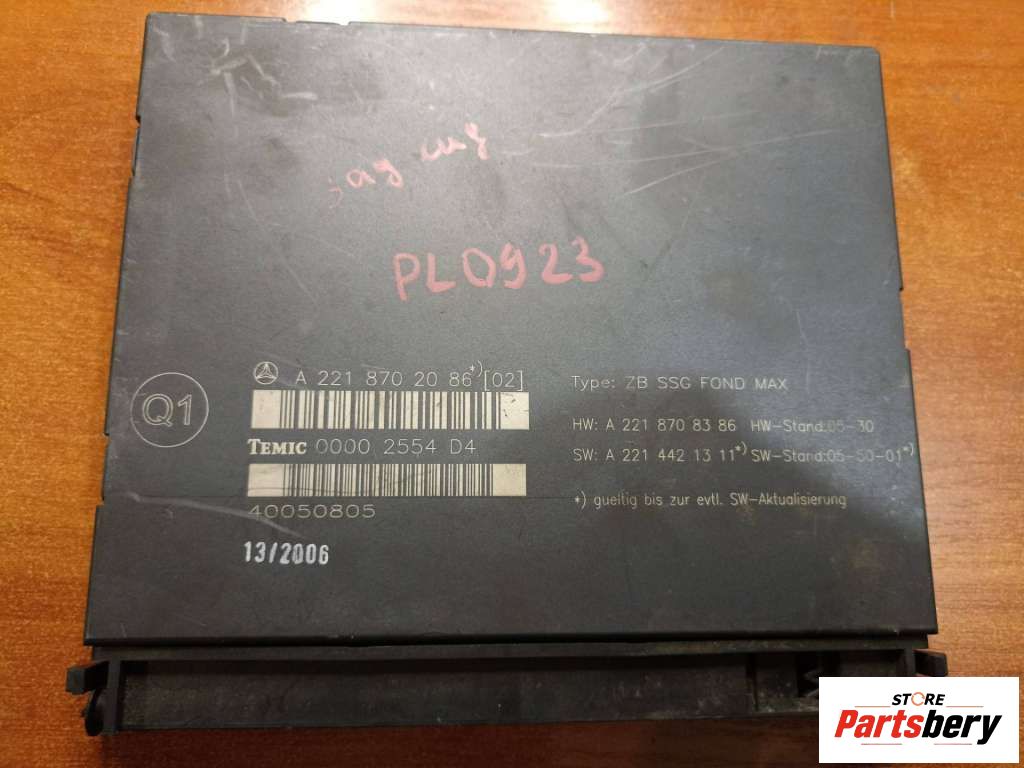 PL0923
A 221 870 20 86*)[02]
Q1
TEMIC 0000 2554 D4
40050805
13/2006
Type: ZB SSG FOND MAX
HW: A 221 870 83 86 HW-Stand:05-30
SW: A 221 442 13 11*) SW-Stand:05-50-01*)
*) gueltig bis zur evtl. SW-Aktualisierung
STORE
Partsbery